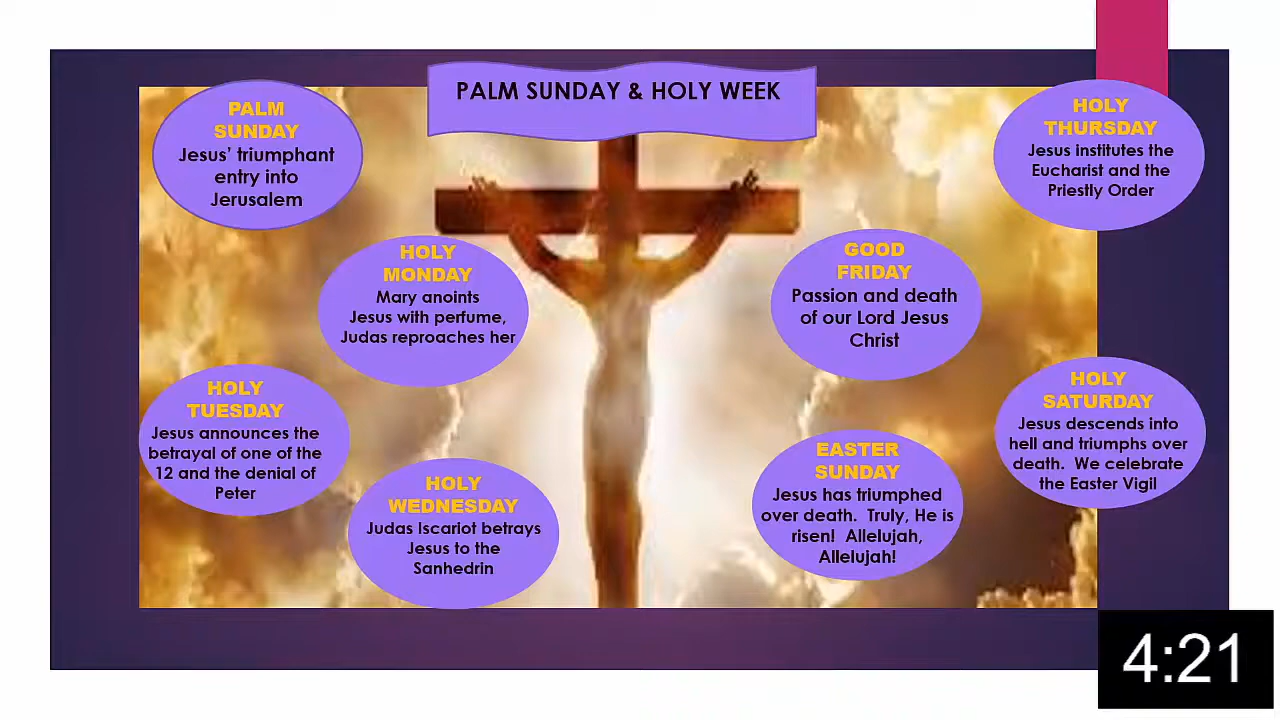 PALM SUNDAY & HOLY WEEK
PALM
SUNDAY
Jesus’ triumphant
entry into
Jerusalem
HOLY
MONDAY
Mary anoints
Jesus with perfume,
Judas reproaches her
HOLY
TUESDAY
Jesus announces the
betrayal of one of the
12 and the denial of
Peter
HOLY
WEDNESDAY
Judas Iscariot betrays
Jesus to the
Sanhedrin
HOLY
THURSDAY
Jesus institutes the
Eucharist and the
Priestly Order
GOOD
FRIDAY
Passion and death
of our Lord Jesus
Christ
HOLY
SATURDAY
Jesus descends into
hell and triumphs over
death.  We celebrate
the Easter Vigil
EASTER
SUNDAY
Jesus has triumphed
over death.  Truly, He is
risen!  Allelujah,
Allelujah!
4:21